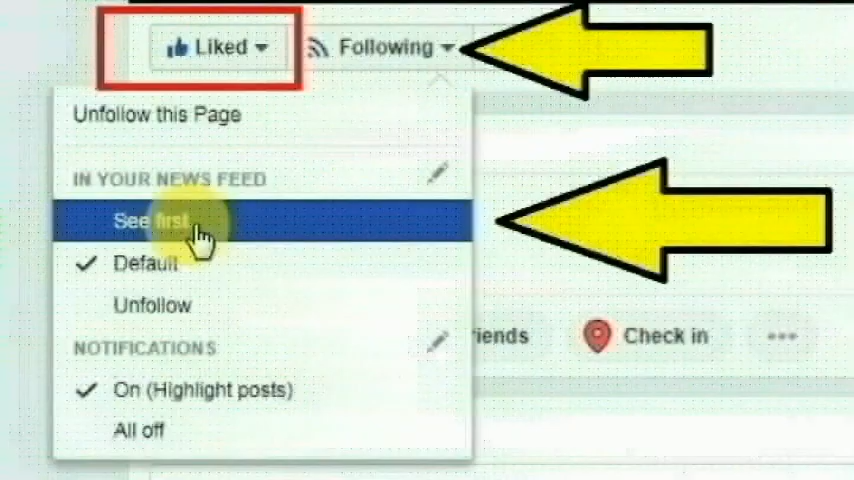 Liked Following
Unfollow this Page
IN YOUR NEWS FEED
See first
Default
Unfollow
riends Check in
NOTIFICATIONS
On (Highlight posts)
All off